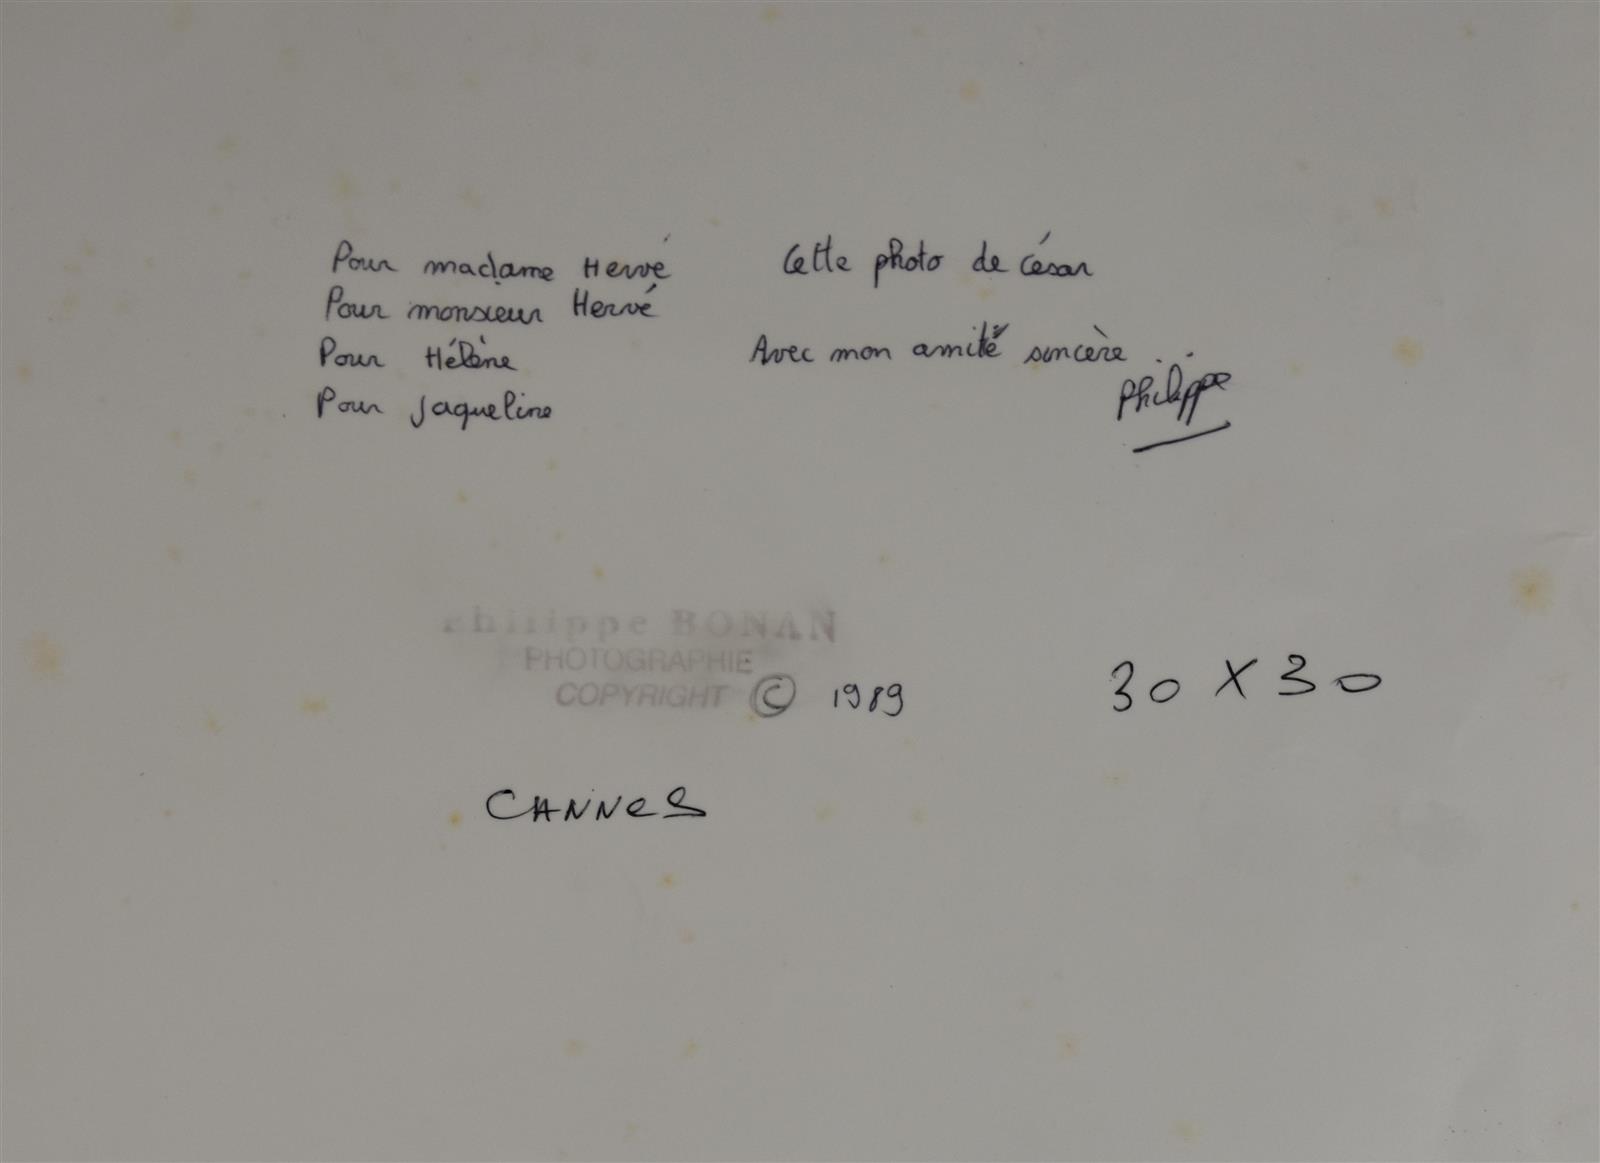 Pour madame Hervé
Pour monsieur Hervé
Pour Hélène
Pour Jaqueline
Cette photo de César
Avec mon amitié sincère . .
Philippe
Philippe BONAN
PHOTOGRAPHIE
COPYRIGHT © 1989
30 X 30
CANNES